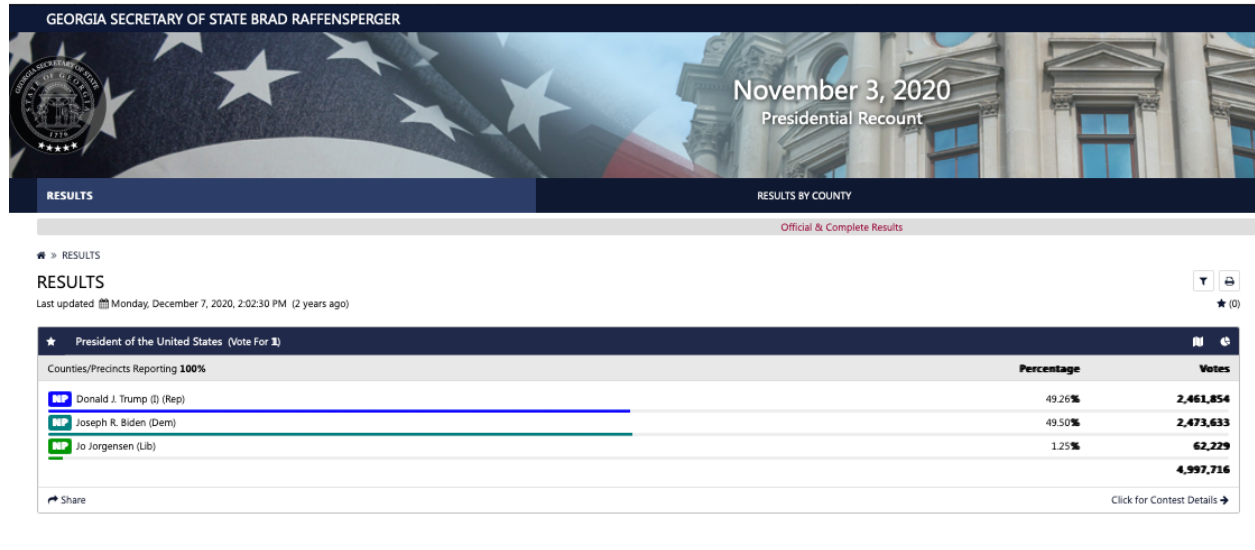 GEORGIA SECRETARY OF STATE BRAD RAFFENSPERGER
November 3, 2020
Presidential Recount
1776
RESULTS RESULTS BY COUNTY
Official & Complete Results
» RESULTS
RESULTS
Last updated Monday, December 7, 2020, 2:02:30 PM (2 years ago)
(0)
President of the United States (Vote For 1)
Counties/Precincts Reporting 100% Percentage Votes
NP Donald J. Trump (I) (Rep) 49.26% 2,461,854
NP Joseph R. Biden (Dem) 49.50% 2,473,633
NP Jo Jorgensen (Lib) 1.25% 62,229
4,997,716
Share Click for Contest Details